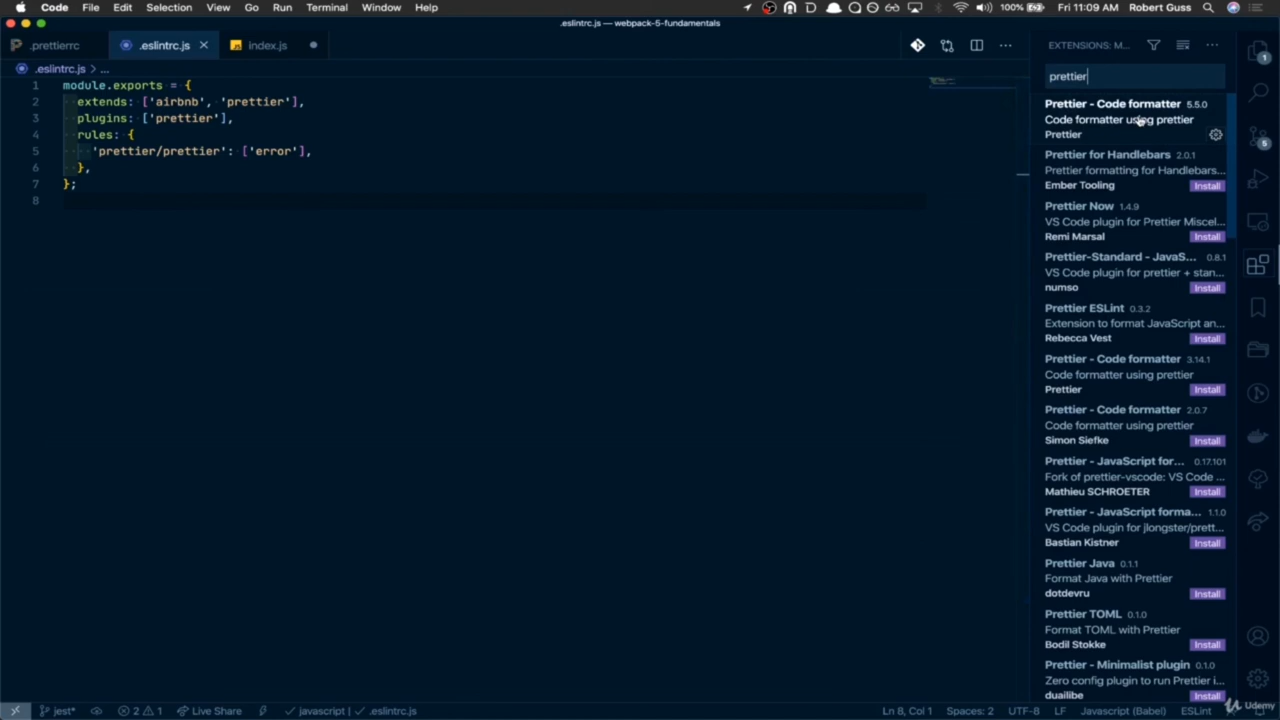 Code File Edit Selection View Go Run Terminal Window Help 100% Fri 11:09 AM Robert Guss
.eslintrc.js — webpack-5-fundamentals
.prettierrc .eslintrc.js index.js
EXTENSIONS: M...
.eslintrc.js > ...
prettier
1 module.exports = {
2 extends: ['airbnb', 'prettier'],
3 plugins: ['prettier'],
4 rules: {
5 'prettier/prettier': ['error'],
6 },
7 };
8
Prettier - Code formatter 5.5.0
Code formatter using prettier
Prettier
Prettier for Handlebars 2.0.1
Prettier formatting for Handlebars...
Ember Tooling Install
Prettier Now 1.4.9
VS Code plugin for Prettier Miscel...
Remi Marsal Install
Prettier-Standard - JavaS... 0.8.1
VS Code plugin for prettier + stan...
numso Install
Prettier ESLint 0.3.2
Extension to format JavaScript an...
Rebecca Vest Install
Prettier - Code formatter 3.14.1
Code formatter using prettier
Prettier Install
Prettier - Code formatter 2.0.7
Code formatter using prettier
Simon Siefke Install
Prettier - JavaScript for... 0.17.101
Fork of prettier-vscode: VS Code ...
Mathieu SCHROETER Install
Prettier - JavaScript forma... 1.1.0
VS Code plugin for jlongster/prett...
Bastian Kistner Install
Prettier Java 0.1.1
Format Java with Prettier
dotdevru Install
Prettier TOML 0.1.0
Format TOML with Prettier
Bodil Stokke Install
Prettier - Minimalist plugin 0.1.0
Zero config plugin to run Prettier i...
duailibe Install
1
5
jest* 2 1 Live Share javascript | .eslintrc.js Ln 8, Col 1 Spaces: 2 UTF-8 LF Javascript (Babel) ESLint
Udemy